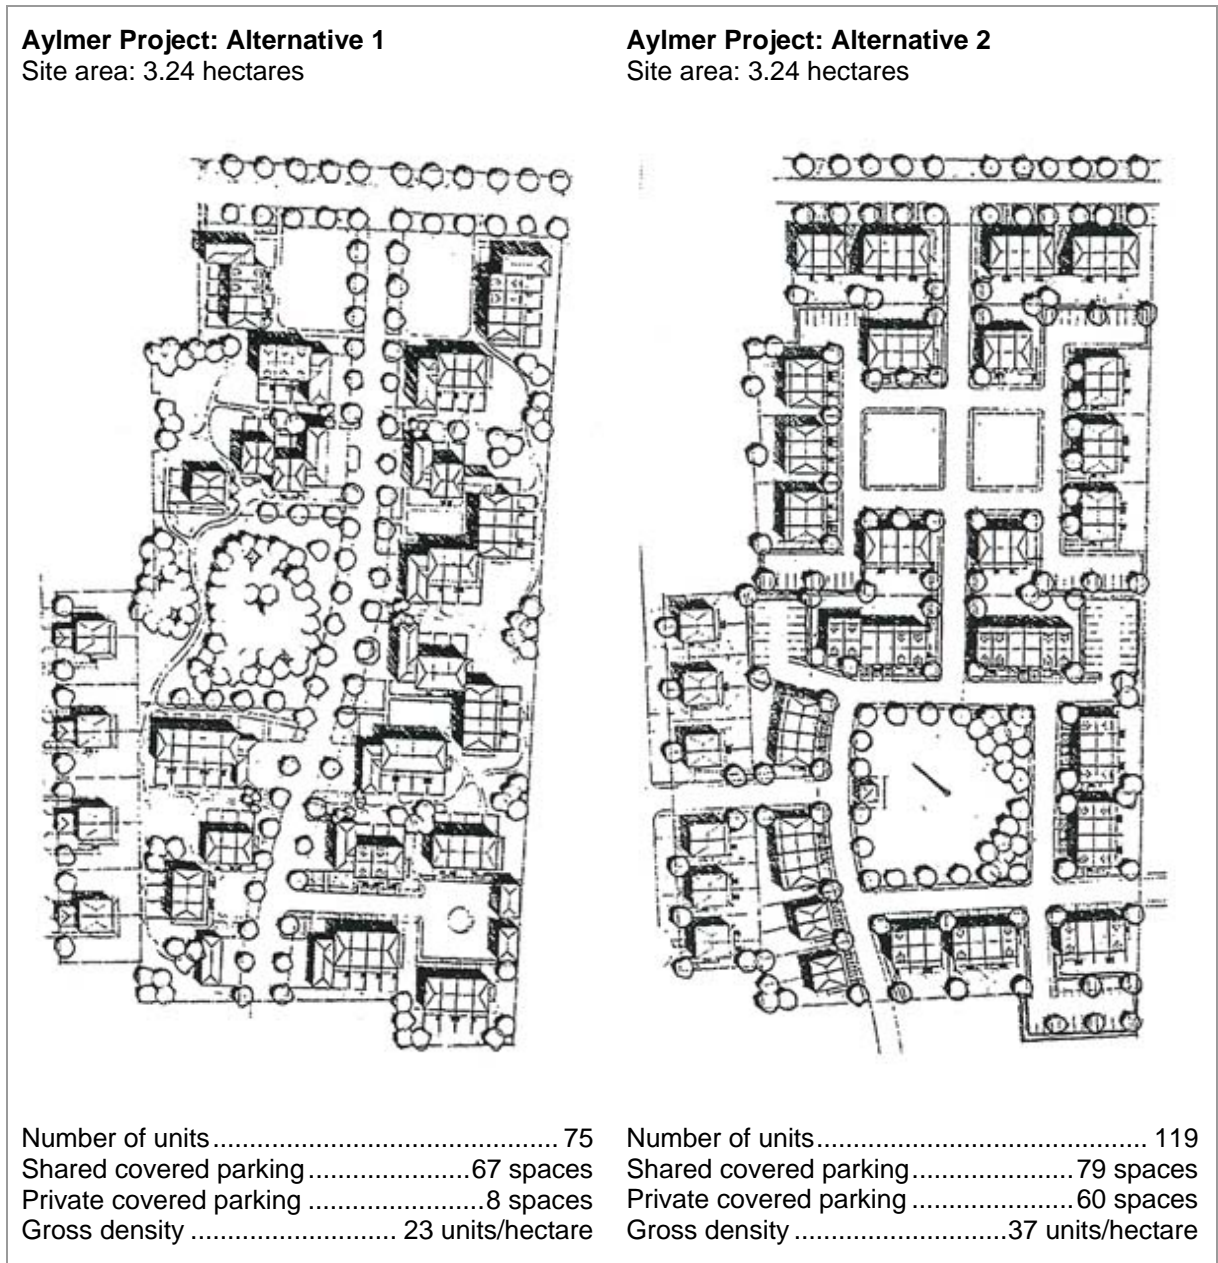 Aylmer Project: Alternative 1
Site area: 3.24 hectares
Number of units............................................... 75
Shared covered parking.......................67 spaces
Private covered parking ........................8 spaces
Gross density ............................ 23 units/hectare
Aylmer Project: Alternative 2
Site area: 3.24 hectares
Number of units............................................. 119
Shared covered parking......................79 spaces
Private covered parking ......................60 spaces
Gross density .............................37 units/hectare